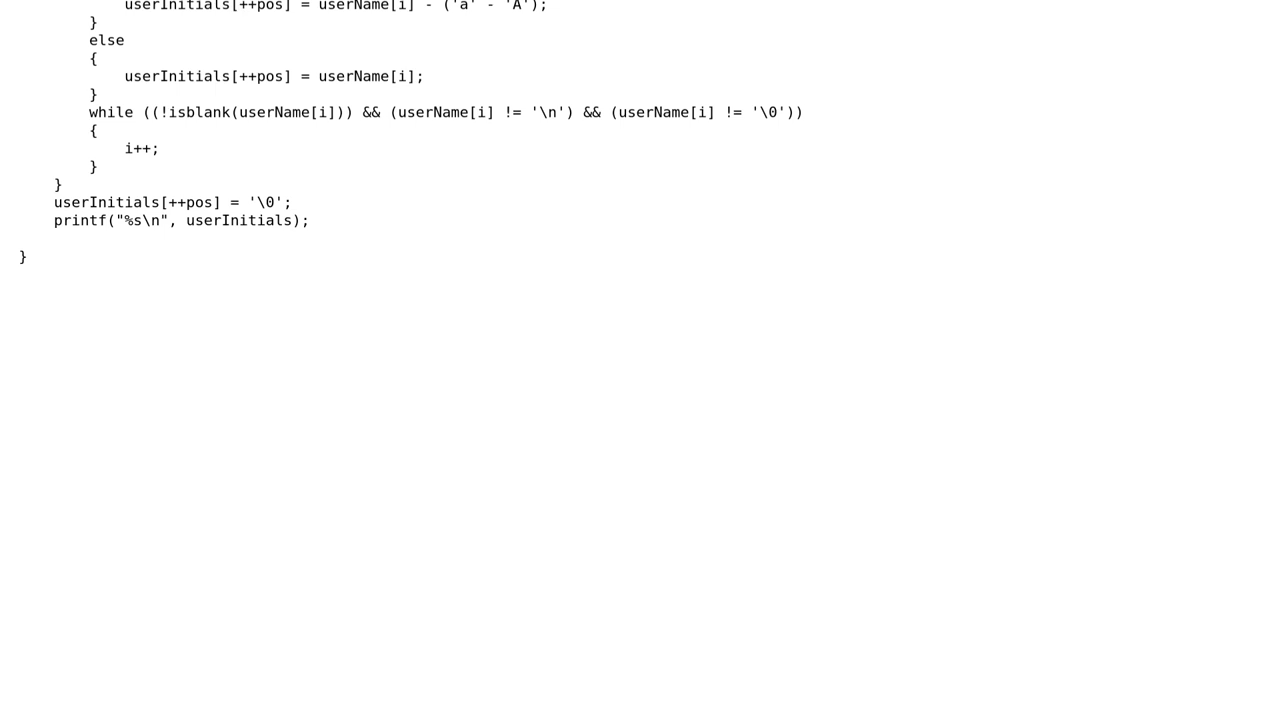 userInitials[++pos] = userName[i] - ('a' - 'A');
}
else
{
userInitials[++pos] = userName[i];
}
while ((!isblank(userName[i])) && (userName[i] != '\n') && (userName[i] != '\0'))
{
i++;
}
}
userInitials[++pos] = '\0';
printf("%s\n", userInitials);
}